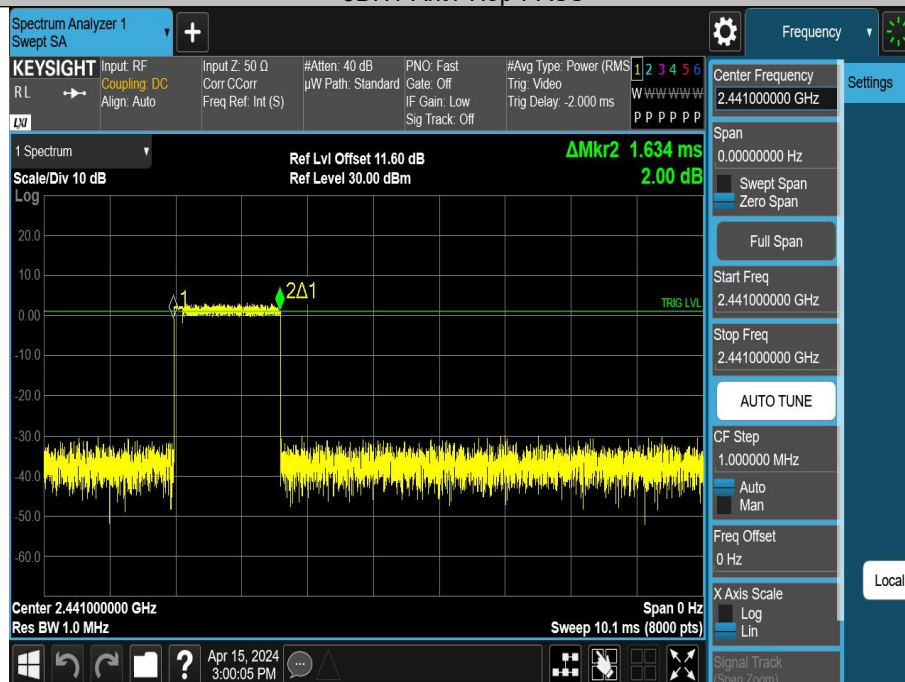 Spectrum Analyzer 1
Swept SA
+
Frequency
KEYSIGHT
RL
LXI
Input: RF
Coupling: DC
Align: Auto
Input Z: 50 Ω
Corr CCorr
Freq Ref: Int (S)
#Atten: 40 dB
µW Path: Standard
PNO: Fast
Gate: Off
IF Gain: Low
Sig Track: Off
#Avg Type: Power (RMS
Trig: Video
Trig Delay: -2.000 ms
1 2 3 4 5 6
W W W W W W
P P P P P P
1 Spectrum
Scale/Div 10 dB
Log
Ref Lvl Offset 11.60 dB
Ref Level 30.00 dBm
ΔMkr2 1.634 ms
2.00 dB
20.0
10.0
0.00
-10.0
-20.0
-30.0
-40.0
-50.0
-60.0
1
2Δ1
TRIG LVL
Center 2.441000000 GHz
Res BW 1.0 MHz
Span 0 Hz
Sweep 10.1 ms (8000 pts)
Center Frequency
2.441000000 GHz
Span
0.00000000 Hz
Swept Span
Zero Span
Full Span
Start Freq
2.441000000 GHz
Stop Freq
2.441000000 GHz
AUTO TUNE
CF Step
1.000000 MHz
Auto
Man
Freq Offset
0 Hz
X Axis Scale
Log
Lin
Signal Track
(Span Zoom)
Settings
Local
?
Apr 15, 2024
3:00:05 PM